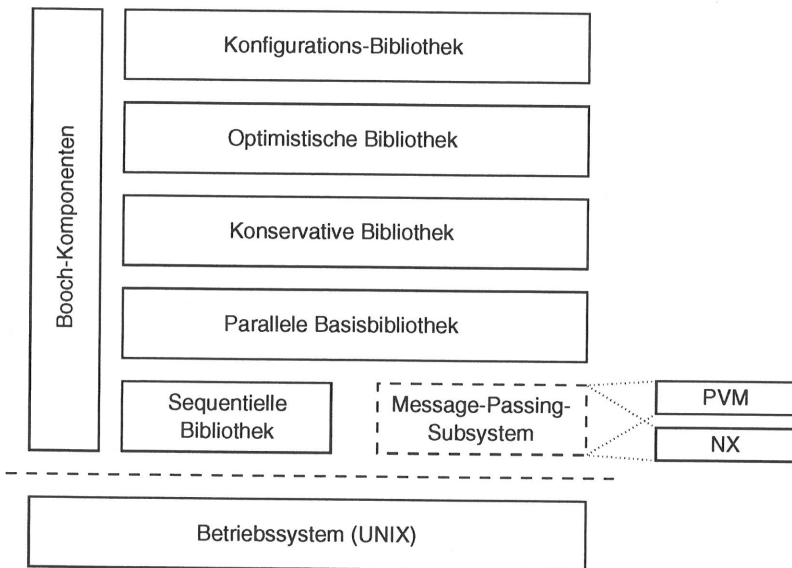 Konfigurations-Bibliothek
Optimistische Bibliothek
Konservative Bibliothek
Parallele Basisbibliothek
Booch-Komponenten
Sequentielle
Bibliothek
Message-Passing-
Subsystem
PVM
NX
Betriebssystem (UNIX)